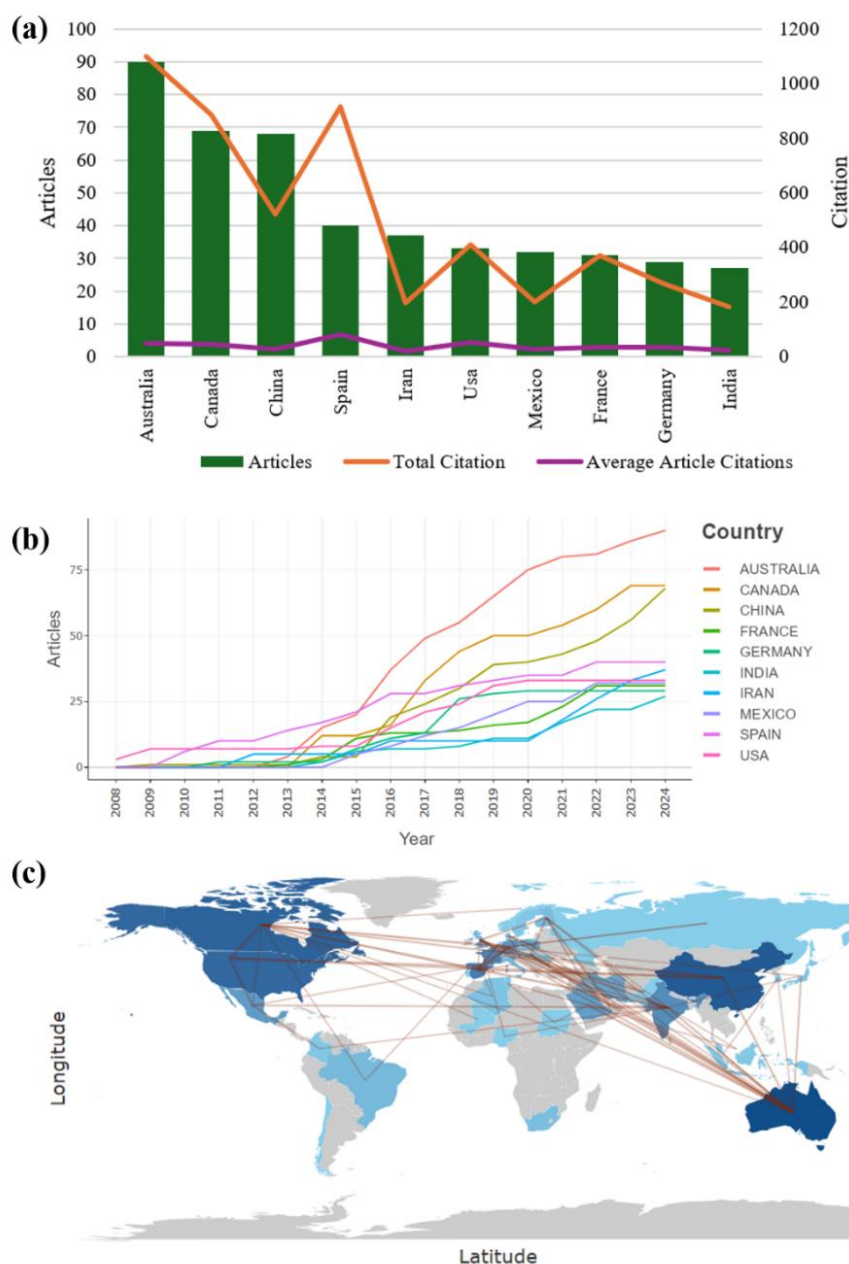 (a)
100
90
80
70
60
50
40
30
20
10
0
Articles
1200
1000
800
600
400
200
0
Citation
Australia
Canada
China
Spain
Iran
Usa
Mexico
France
Germany
India
Articles
Total Citation
Average Article Citations
(b)
75
50
25
0
Articles
2008
2009
2010
2011
2012
2013
2014
2015
2016
2017
2018
2019
2020
2021
2022
2023
2024
Year
Country
AUSTRALIA
CANADA
CHINA
FRANCE
GERMANY
INDIA
IRAN
MEXICO
SPAIN
USA
(c)
Longitude
Latitude